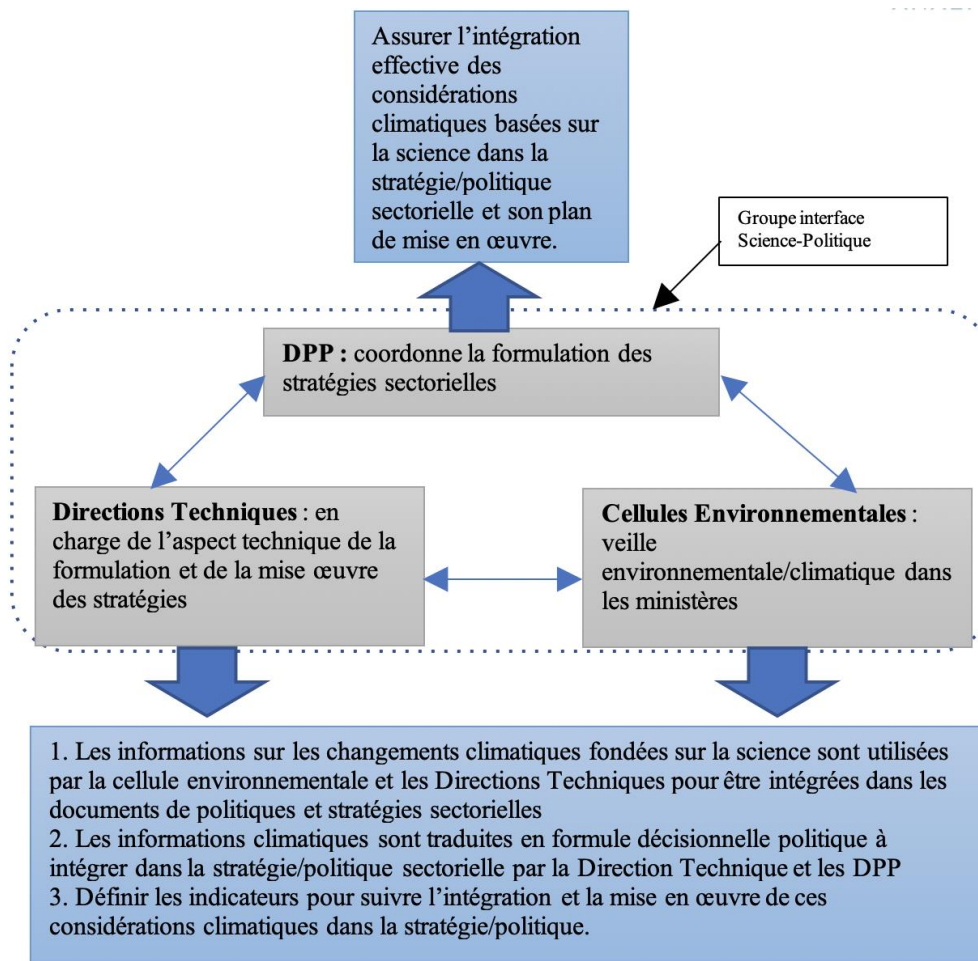 Assurer l’intégration
effective des
considérations
climatiques basées sur
la science dans la
stratégie/politique
sectorielle et son plan
de mise en œuvre.
Groupe interface
Science-Politique
DPP : coordonne la formulation des
stratégies sectorielles
Directions Techniques : en
charge de l’aspect technique de la
formulation et de la mise œuvre
des stratégies
Cellules Environnementales :
veille
environnementale/climatique dans
les ministères
1. Les informations sur les changements climatiques fondées sur la science sont utilisées
par la cellule environnementale et les Directions Techniques pour être intégrées dans les
documents de politiques et stratégies sectorielles
2. Les informations climatiques sont traduites en formule décisionnelle politique à
intégrer dans la stratégie/politique sectorielle par la Direction Technique et les DPP
3. Définir les indicateurs pour suivre l’intégration et la mise en œuvre de ces
considérations climatiques dans la stratégie/politique.